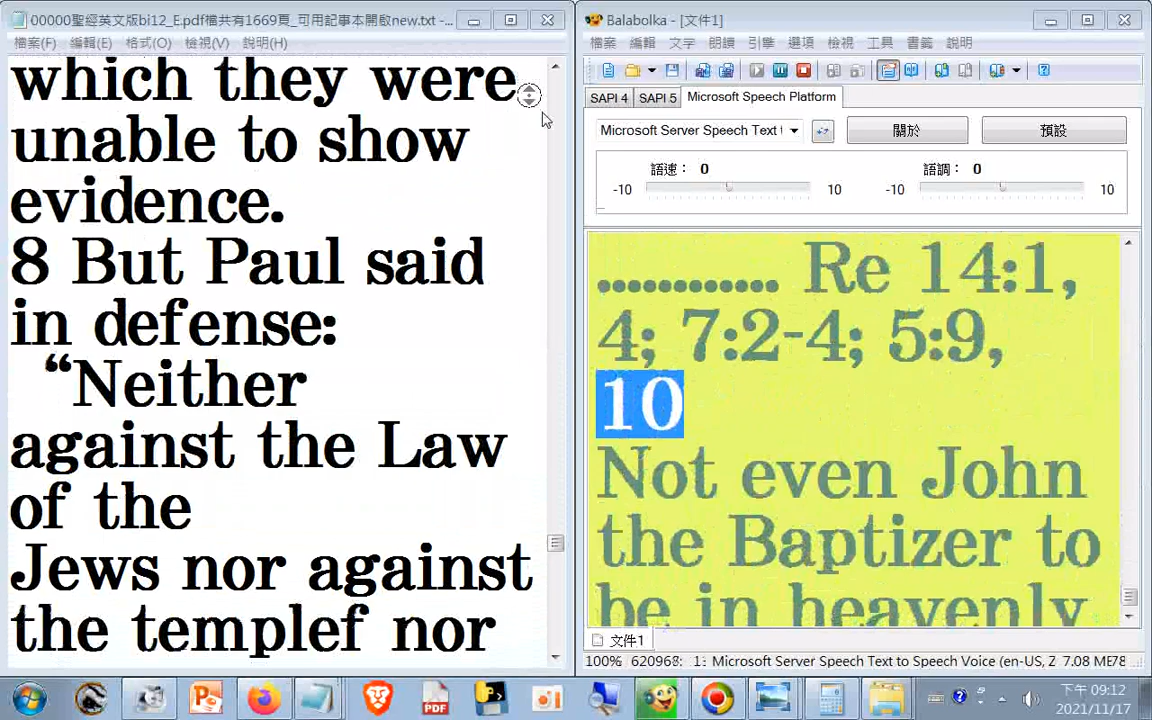 00000聖經英文版bi12_E.pdf檔共有1669頁_可用記事本開啟new.txt -...
檔案(F) 編輯(E) 格式(O) 檢視(V) 說明(H)
which they were
unable to show
evidence.
8 But Paul said
in defense:
“Neither
against the Law
of the
Jews nor against
the templef nor
Balabolka - [文件1]
檔案 編輯 文字 朗讀 引擎 選項 檢視 工具 書籤 說明
SAPI 4 SAPI 5 Microsoft Speech Platform
Microsoft Server Speech Text t
關於 預設
語速： 0 語調： 0
-10 10 -10 10
............. Re 14:1,
4; 7:2-4; 5:9,
10
Not even John
the Baptizer to
be in heavenly
文件1
100% 620968: 1: Microsoft Server Speech Text to Speech Voice (en-US, Z 7.08 ME78
PDF
下午 09:12
2021/11/17